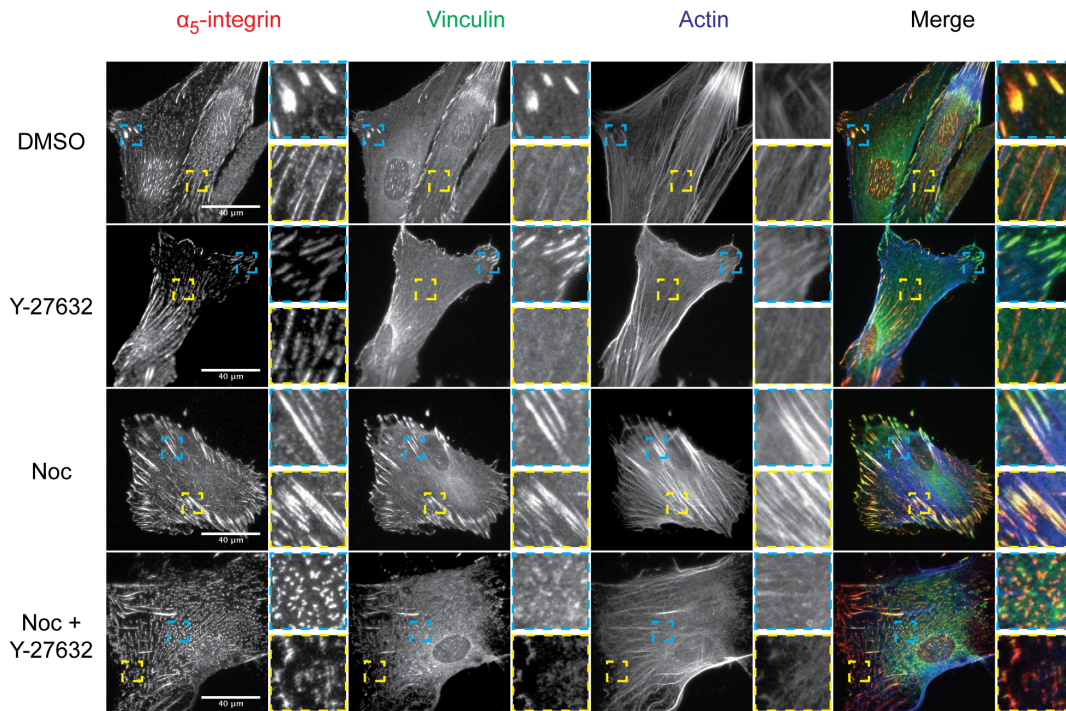 α5-integrin Vinculin Actin Merge
DMSO
40 μm
Y-27632
40 μm
Noc
40 μm
Noc +
Y-27632
40 μm